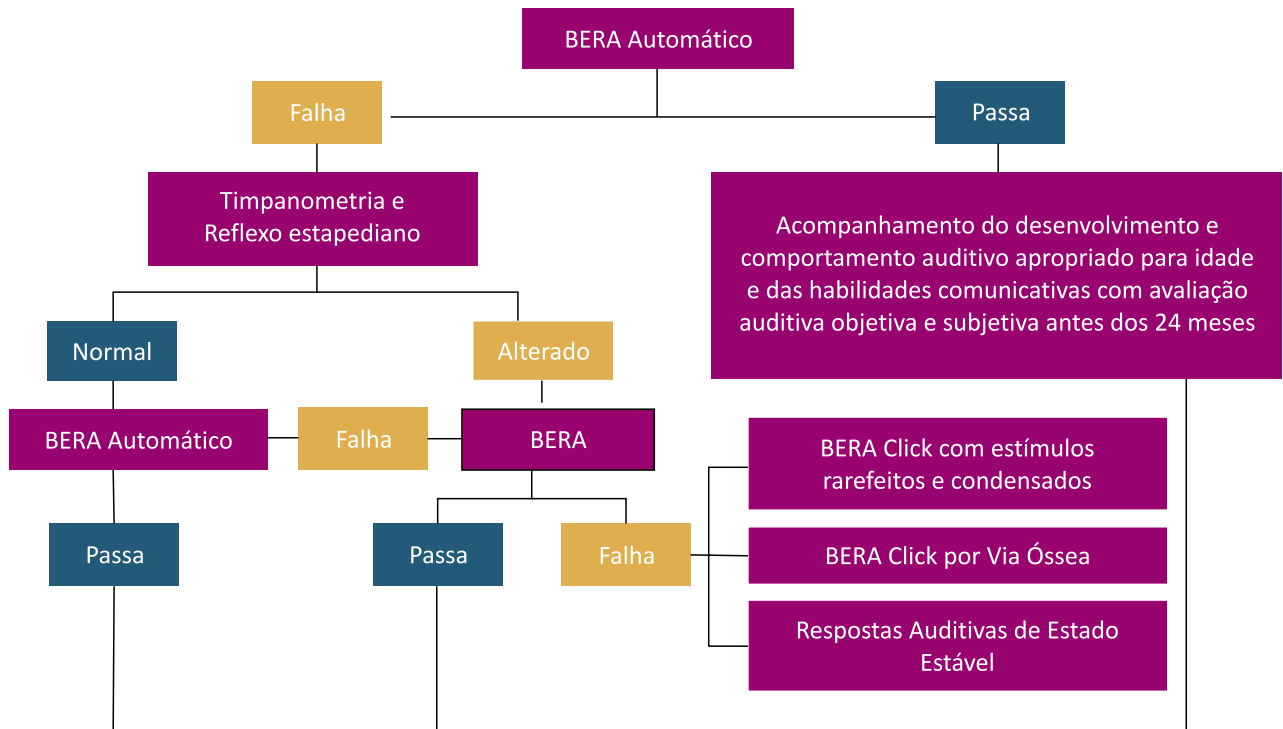 BERA Automático
Falha
Passa
Timpanometria e
Reflexo estapediano
Acompanhamento do desenvolvimento e
comportamento auditivo apropriado para idade
e das habilidades comunicativas com avaliação
auditiva objetiva e subjetiva antes dos 24 meses
Normal
Alterado
BERA Automático
Falha
BERA
BERA Click com estímulos
rarefeitos e condensados
Passa
Passa
Falha
BERA Click por Via Óssea
Respostas Auditivas de Estado
Estável